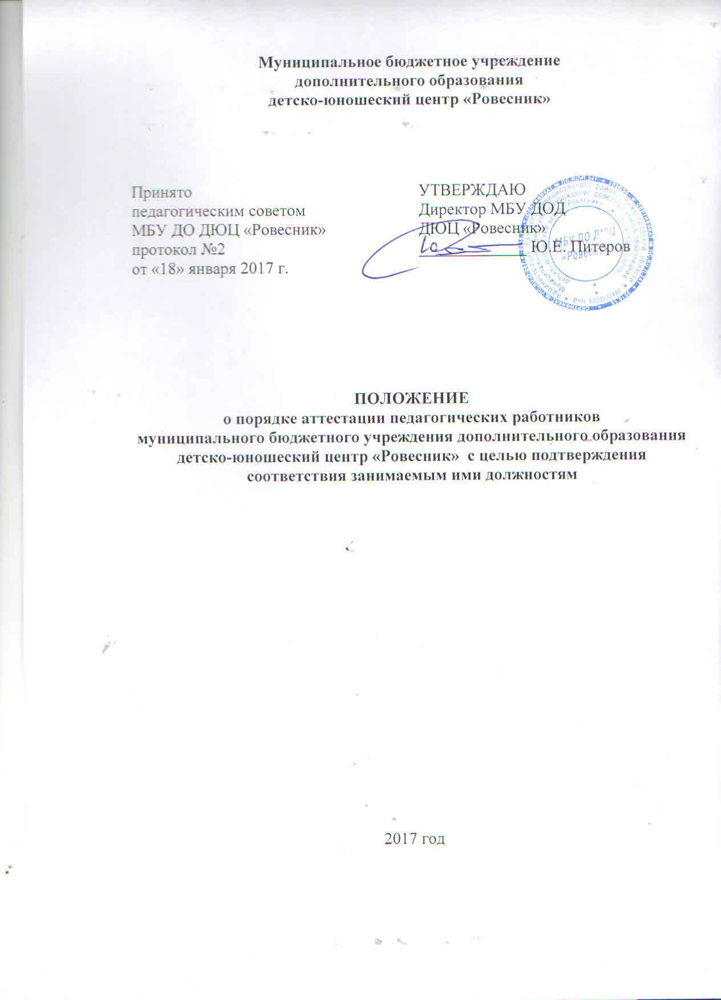 Муниципальное бюджетное учреждение
дополнительного образования
детско-юношеский центр «Ровесник»
Принято
педагогическим советом
МБУ ДО ДЮЦ «Ровесник»
протокол №2
от «18» января 2017 г.
УТВЕРЖДАЮ
Директор МБУ ДОД
ДЮЦ «Ровесник»
Ю.Е. Питеров
МБУ ДО ДЮЦ
«Ровесник»
ПОЛОЖЕНИЕ
о порядке аттестации педагогических работников
муниципального бюджетного учреждения дополнительного образования
детско-юношеский центр «Ровесник» с целью подтверждения
соответствия занимаемым ими должностям
2017 год